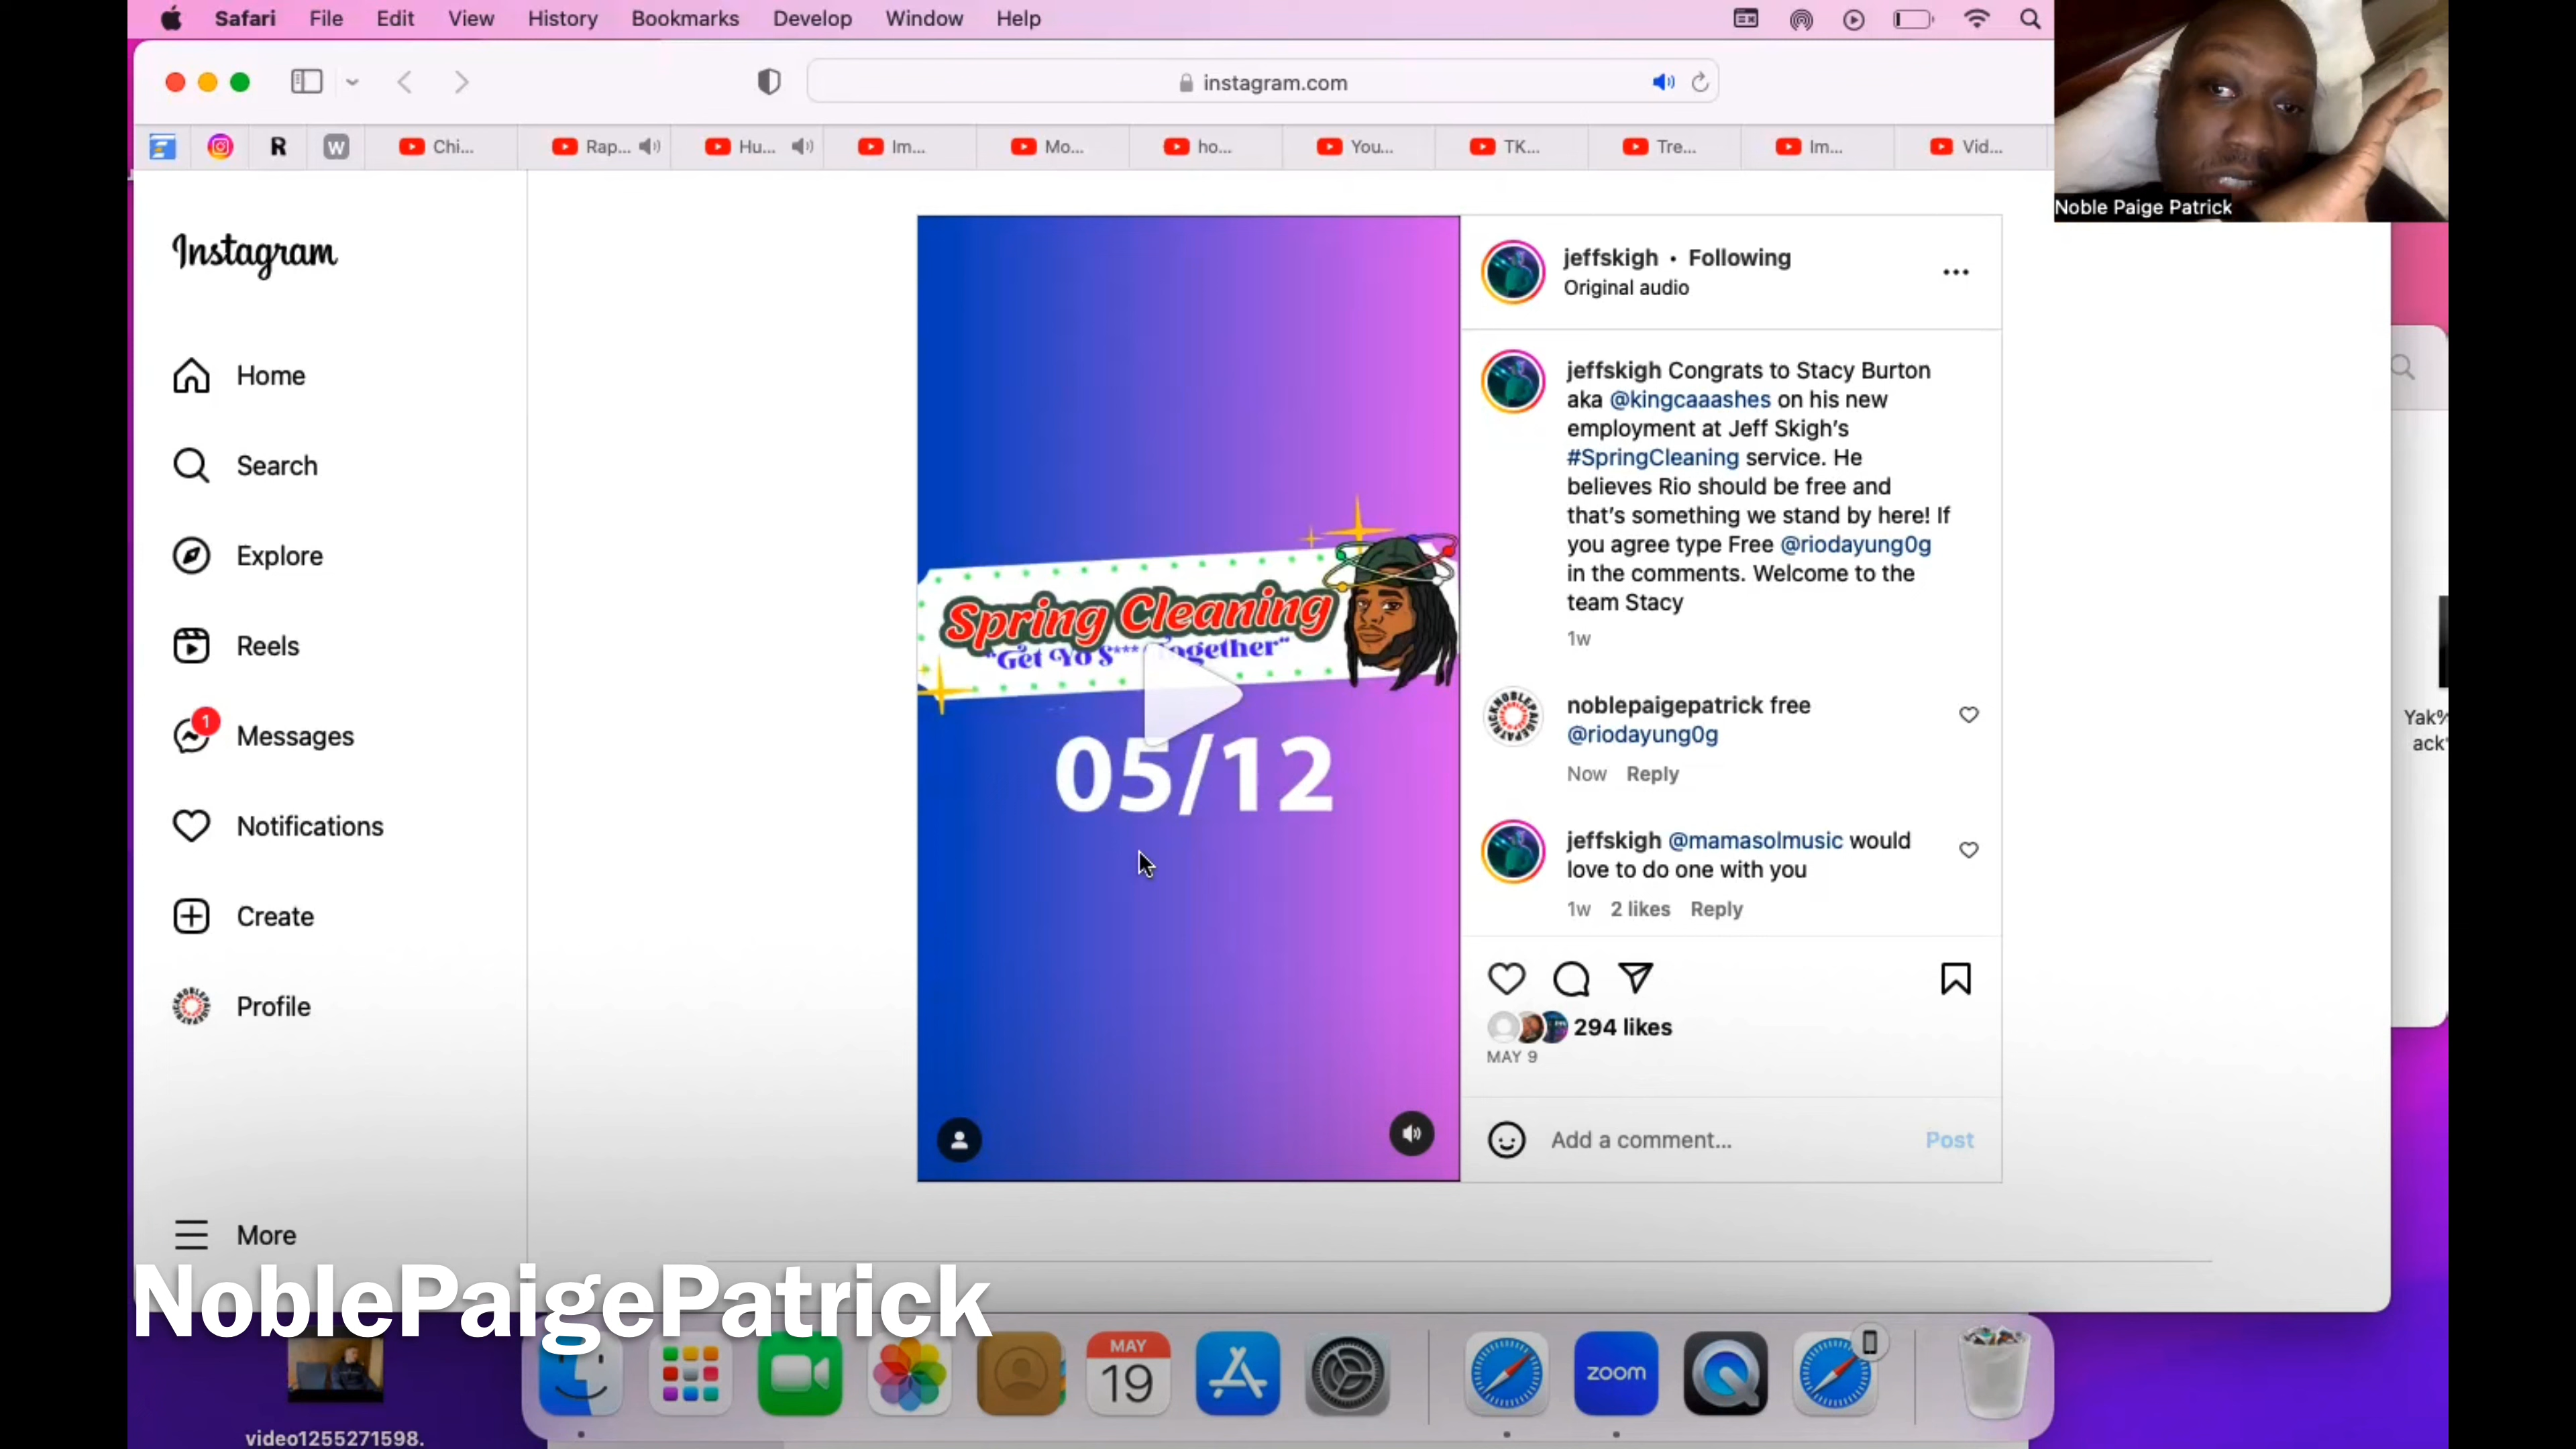 Safari File Edit View History Bookmarks Develop Window Help
instagram.com
Chi... Rap... Hu... Im... Mo... ho... You... TK... Tre... Im... Vid...
Noble Paige Patrick
Instagram
Home
Search
Explore
Reels
1
Messages
Notifications
Create
Profile
More
Spring Cleaning
05/12
jeffskigh • Following
Original audio
jeffskigh Congrats to Stacy Burton
aka @kingcaaashes on his new
employment at Jeff Skigh’s
#SpringCleaning service. He
believes Rio should be free and
that’s something we stand by here! If
you agree type Free @riodayung0g
in the comments. Welcome to the
team Stacy
1w
noblepaigepatrick free
@riodayung0g
Now Reply
jeffskigh @mamasolmusic would
love to do one with you
1w 2 likes Reply
294 likes
MAY 9
Add a comment... Post
NoblePaigePatrick
MAY
19
zoom
video1255271598.